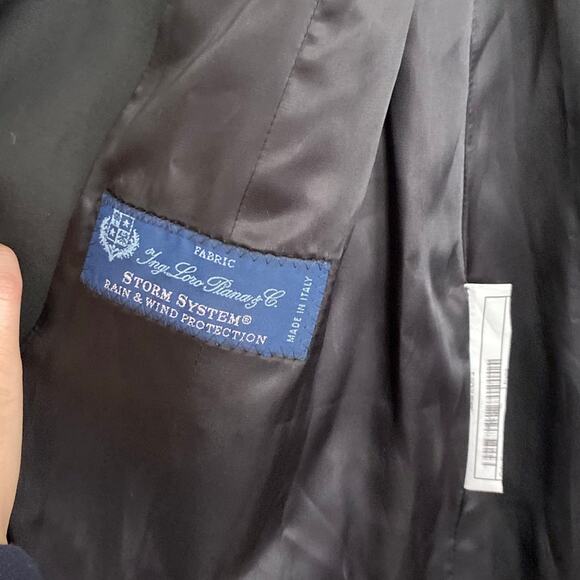 FABRIC
Ing. Loro Piana & C.
STORM SYSTEM®
RAIN & WIND PROTECTION
MADE IN ITALY